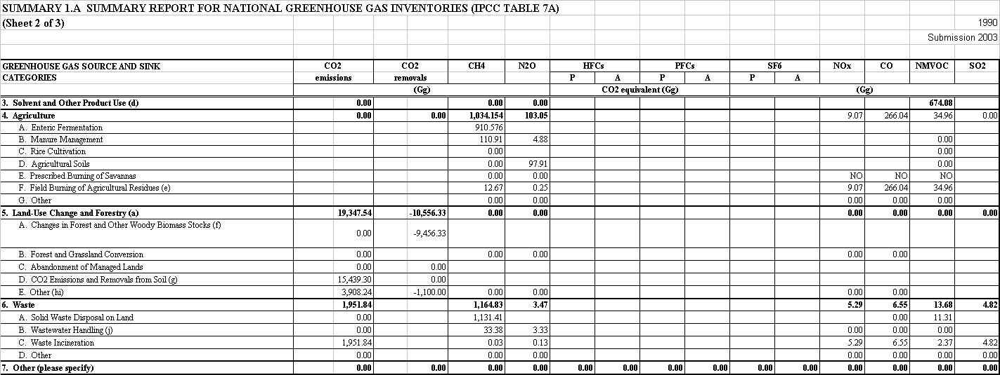 SUMMARY 1.A SUMMARY REPORT FOR NATIONAL GREENHOUSE GAS INVENTORIES (IPCC TABLE 7A)
(Sheet 2 of 3) 1990
Submission 2003
GREENHOUSE GAS SOURCE AND SINK CO2 CO2 CH4 N2O HFCs PFCs SF6 NOx CO NMVOC SO2
CATEGORIES emissions removals P A P A P A
(Gg) CO2 equivalent (Gg) (Gg)
3. Solvent and Other Product Use (d) 0.00 0.00 0.00 674.08
4. Agriculture 0.00 0.00 1,034.154 103.05 9.07 266.04 34.96 0.00
A. Enteric Fermentation 910.576
B. Manure Management 110.91 4.88 0.00
C. Rice Cultivation 0.00 0.00
D. Agricultural Soils 0.00 97.91 0.00
E. Prescribed Burning of Savannas 0.00 0.00 NO NO NO
F. Field Burning of Agricultural Residues (e) 12.67 0.25 9.07 266.04 34.96
G. Other 0.00 0.00 0.00 0.00 0.00
5. Land-Use Change and Forestry (a) 19,347.54 -10,556.33 0.00 0.00 0.00 0.00 0.00 0.00
A. Changes in Forest and Other Woody Biomass Stocks (f)
0.00 -9,456.33
B. Forest and Grassland Conversion 0.00 0.00 0.00 0.00 0.00
C. Abandonment of Managed Lands 0.00 0.00
D. CO2 Emissions and Removals from Soil (g) 15,439.30 0.00
E. Other (hi) 3,908.24 -1,100.00 0.00 0.00 0.00 0.00
6. Waste 1,951.84 1,164.83 3.47 5.29 6.55 13.68 4.82
A. Solid Waste Disposal on Land 0.00 1,131.41 0.00 11.31
B. Wastewater Handling (j) 0.00 33.38 3.33 0.00 0.00 0.00
C. Waste Incineration 1,951.84 0.03 0.13 5.29 6.55 2.37 4.82
D. Other 0.00 0.00 0.00 0.00 0.00 0.00 0.00
7. Other (please specify) 0.00 0.00 0.00 0.00 0.00 0.00 0.00 0.00 0.00 0.00 0.00 0.00 0.00 0.00